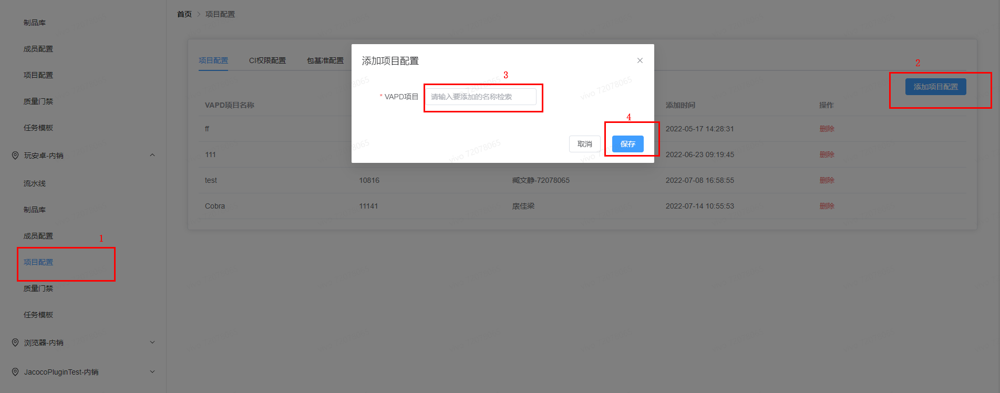 制品库
成员配置
项目配置
质量门禁
任务模板
玩安卓-内销
流水线
制品库
成员配置
1
项目配置
质量门禁
任务模板
浏览器-内销
JacocoPluginTest-内销
首页 > 项目配置
项目配置 CI权限配置 包基准配置
2
添加项目配置
VAPD项目名称 添加时间 操作
ff 2022-05-17 14:28:31 删除
111 2022-06-23 09:19:45 删除
test 10816 臧文静-72078065 2022-07-08 16:58:55 删除
Cobra 11141 佳梁 2022-07-14 10:55:53 删除
添加项目配置
3
* VAPD项目 请输入要添加的名称检索
4
取消 保存
vivo 72078065
vivo 72078065